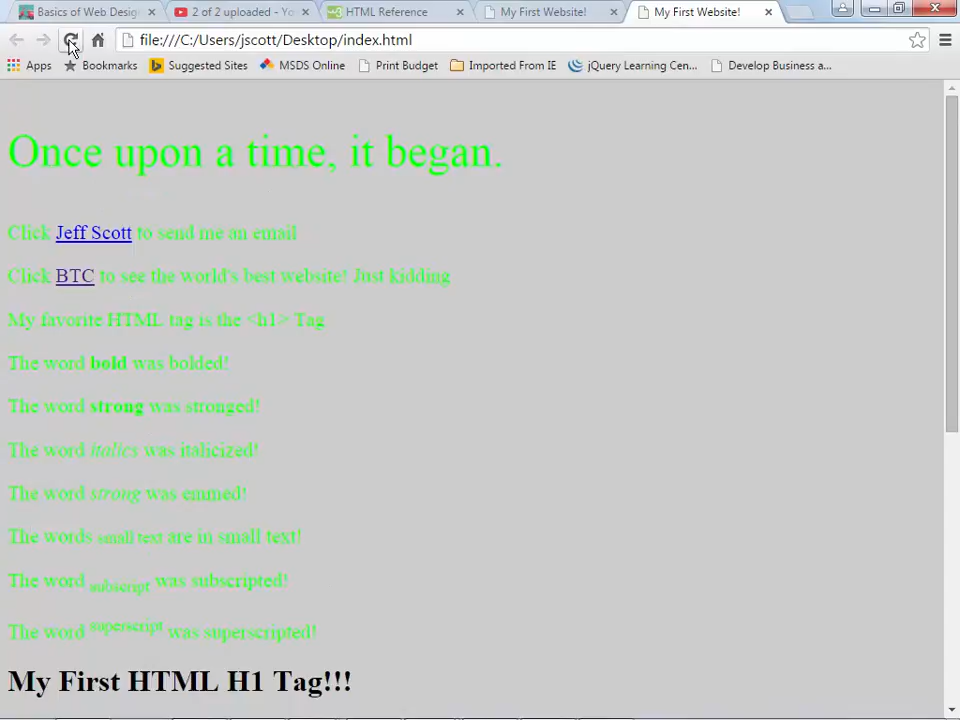 Basics of Web Desig
2 of 2 uploaded - Yo
HTML Reference
My First Website!
My First Website!
file:///C:/Users/jscott/Desktop/index.html
Apps
Bookmarks
Suggested Sites
MSDS Online
Print Budget
Imported From IE
jQuery Learning Cen...
Develop Business a...
Once upon a time, it began.
Click Jeff Scott to send me an email
Click BTC to see the world's best website! Just kidding
My favorite HTML tag is the <h1> Tag
The word bold was bolded!
The word strong was stronged!
The word italics was italicized!
The word strong was emmed!
The words small text are in small text!
The word subscript was subscripted!
The word superscript was superscripted!
My First HTML H1 Tag!!!